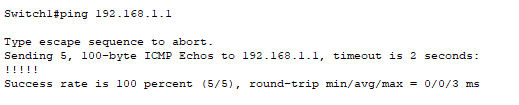 Switch1#ping 192.168.1.1
Type escape sequence to abort.
Sending 5, 100-byte ICMP Echos to 192.168.1.1, timeout is 2 seconds:
!!!!!
Success rate is 100 percent (5/5), round-trip min/avg/max = 0/0/3 ms